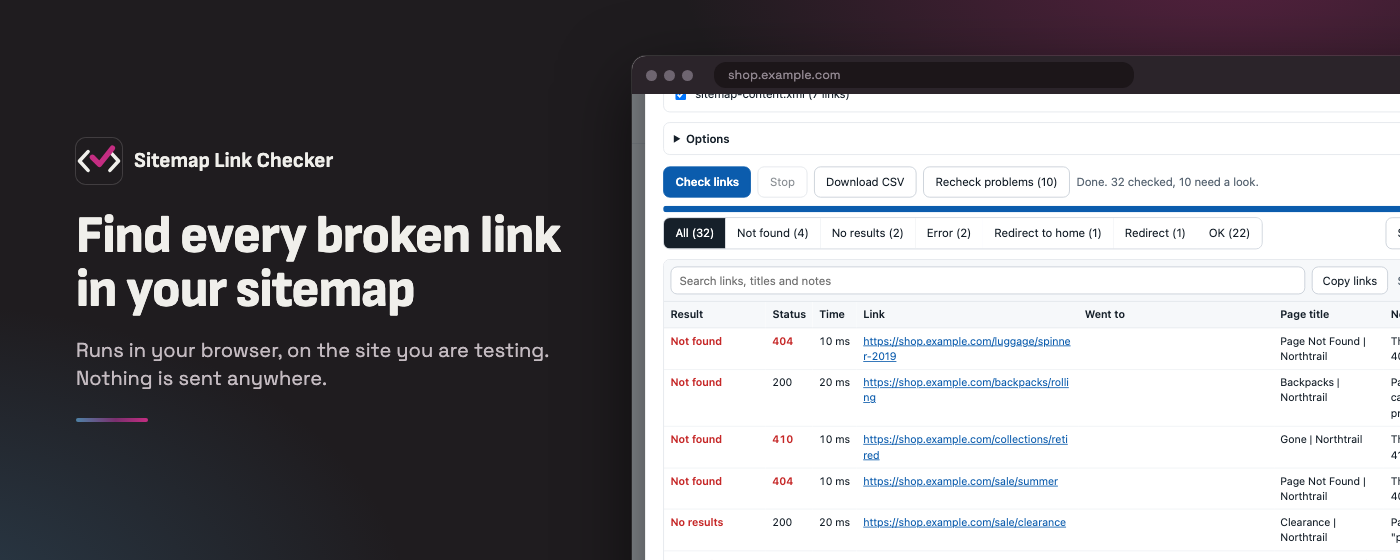 shop.example.com
sitemap-content.xml (7 links)
Options
Sitemap Link Checker
Check links Stop Download CSV Recheck problems (10) Done. 32 checked, 10 need a look.
Find every broken link
in your sitemap
All (32) Not found (4) No results (2) Error (2) Redirect to home (1) Redirect (1) OK (22)
Search links, titles and notes Copy links
Runs in your browser, on the site you are testing.
Nothing is sent anywhere.
Result Status Time Link Went to Page title
Not found 404 10 ms https://shop.example.com/luggage/spinne Page Not Found |
r-2019 Northtrail
Not found 200 20 ms https://shop.example.com/backpacks/rolli Backpacks |
ng Northtrail
Not found 410 10 ms https://shop.example.com/collections/reti Gone | Northtrail
red
Not found 404 10 ms https://shop.example.com/sale/summer Page Not Found |
Northtrail
No results 200 20 ms https://shop.example.com/sale/clearance Clearance |
Northtrail